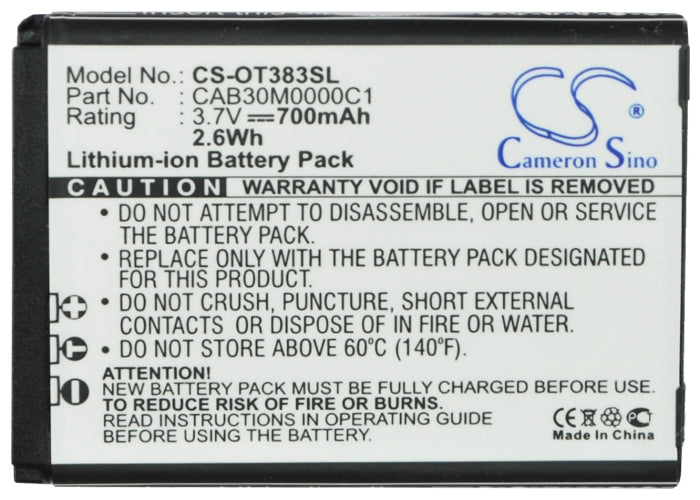 Model No.: CS-OT383SL
Part No. : CAB30M0000C1
Rating : 3.7V 700mAh
2.6Wh
Lithium-ion Battery Pack
®
Cameron Sino
CAUTION WARRANTY VOID IF LABEL IS REMOVED
• DO NOT ATTEMPT TO DISASSEMBLE, OPEN OR SERVICE
THE BATTERY PACK.
• REPLACE ONLY WITH THE BATTERY PACK DESIGNATED
FOR THIS PRODUCT.
• DO NOT CRUSH, PUNCTURE, SHORT EXTERNAL
CONTACTS OR DISPOSE OF IN FIRE OR WATER.
• DO NOT STORE ABOVE 60°C (140°F).
ATTENTION!
NEW BATTERY PACK MUST BE FULLY CHARGED BEFORE USE
TO REDUCE RISK OF FIRE OR BURNS.
READ INSTRUCTIONS IN BATTERY GUIDE BEFORE USE.
CE PCT
Made In China